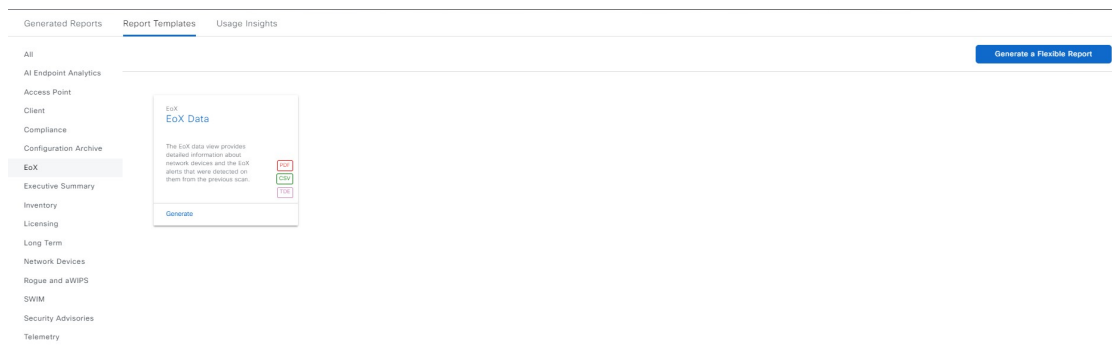 Generated Reports Report Templates Usage Insights
Generate a Flexible Report
All
AI Endpoint Analytics
Access Point
Client
Compliance
Configuration Archive
EoX
Executive Summary
Inventory
Licensing
Long Term
Network Devices
Rogue and aWIPS
SWIM
Security Advisories
Telemetry
EoX
EoX Data
The EoX data view provides
detailed information about
network devices and the EoX
alerts that were detected on
them from the previous scan.
PDF
CSV
TDE
Generate